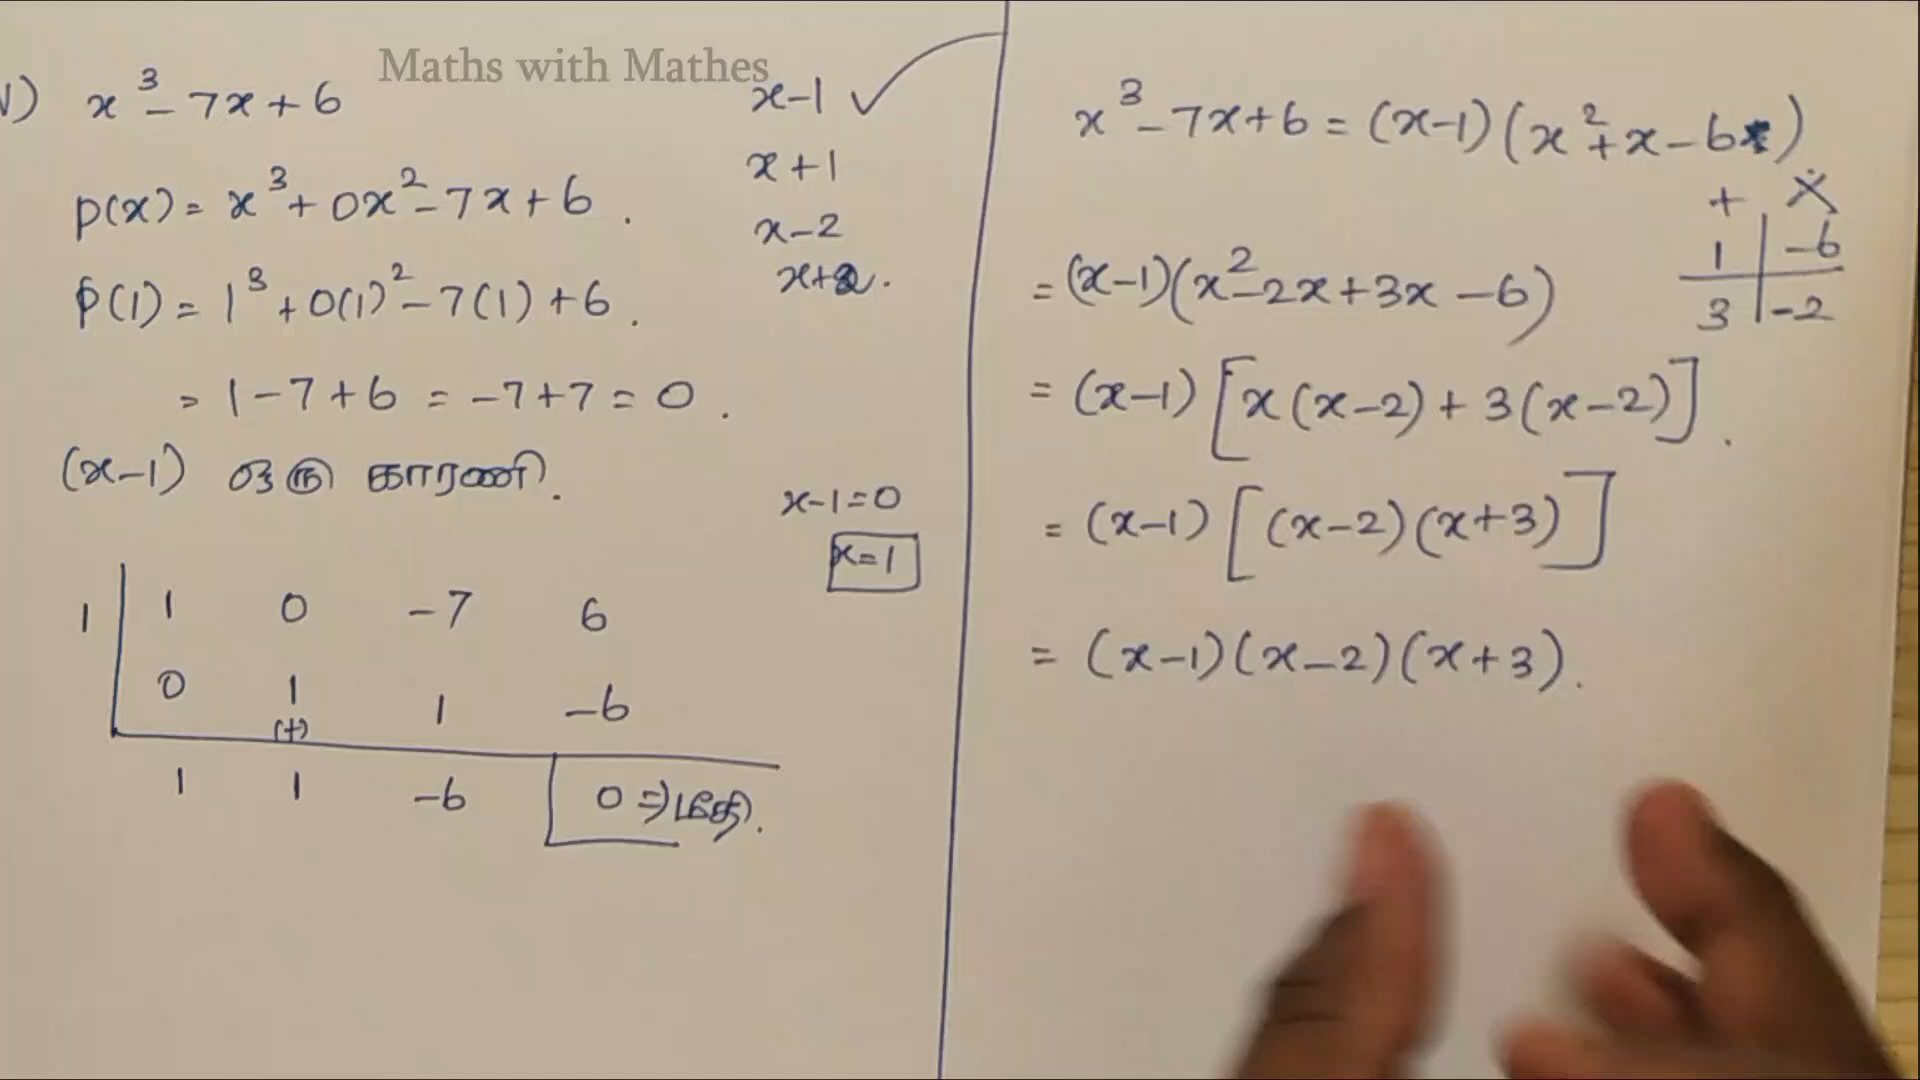 Maths with Mathes
v) x³ - 7x + 6
p(x) = x³ + 0x² - 7x + 6.
p(1) = 1³ + 0(1)² - 7(1) + 6.
= 1 - 7 + 6 = -7 + 7 = 0.
(x-1) ஒரு காரணி.
x-1 ✓
x+1
x-2
x+2.
x-1=0
x=1
1 | 1 0 -7 6
0 1 1 -6
(+)
1 1 -6 0 ⇒ மீதி.
x³ - 7x + 6 = (x-1)(x² + x - 6)
+ ×
1 | -6
3 | -2
= (x-1)(x² - 2x + 3x - 6)
= (x-1)[x(x-2) + 3(x-2)].
= (x-1)[(x-2)(x+3)]
= (x-1)(x-2)(x+3).